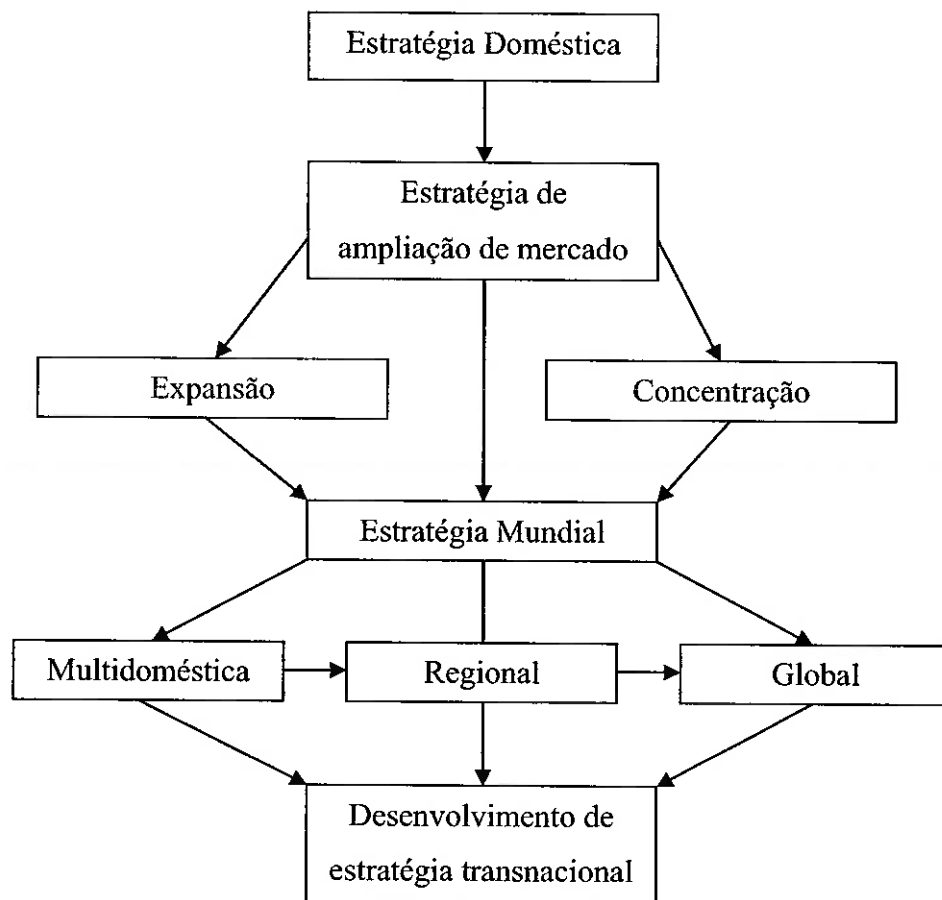 Estratégia Doméstica
Estratégia de
ampliação de mercado
Expansão
Concentração
Estratégia Mundial
Multidoméstica
Regional
Global
Desenvolvimento de
estratégia transnacional